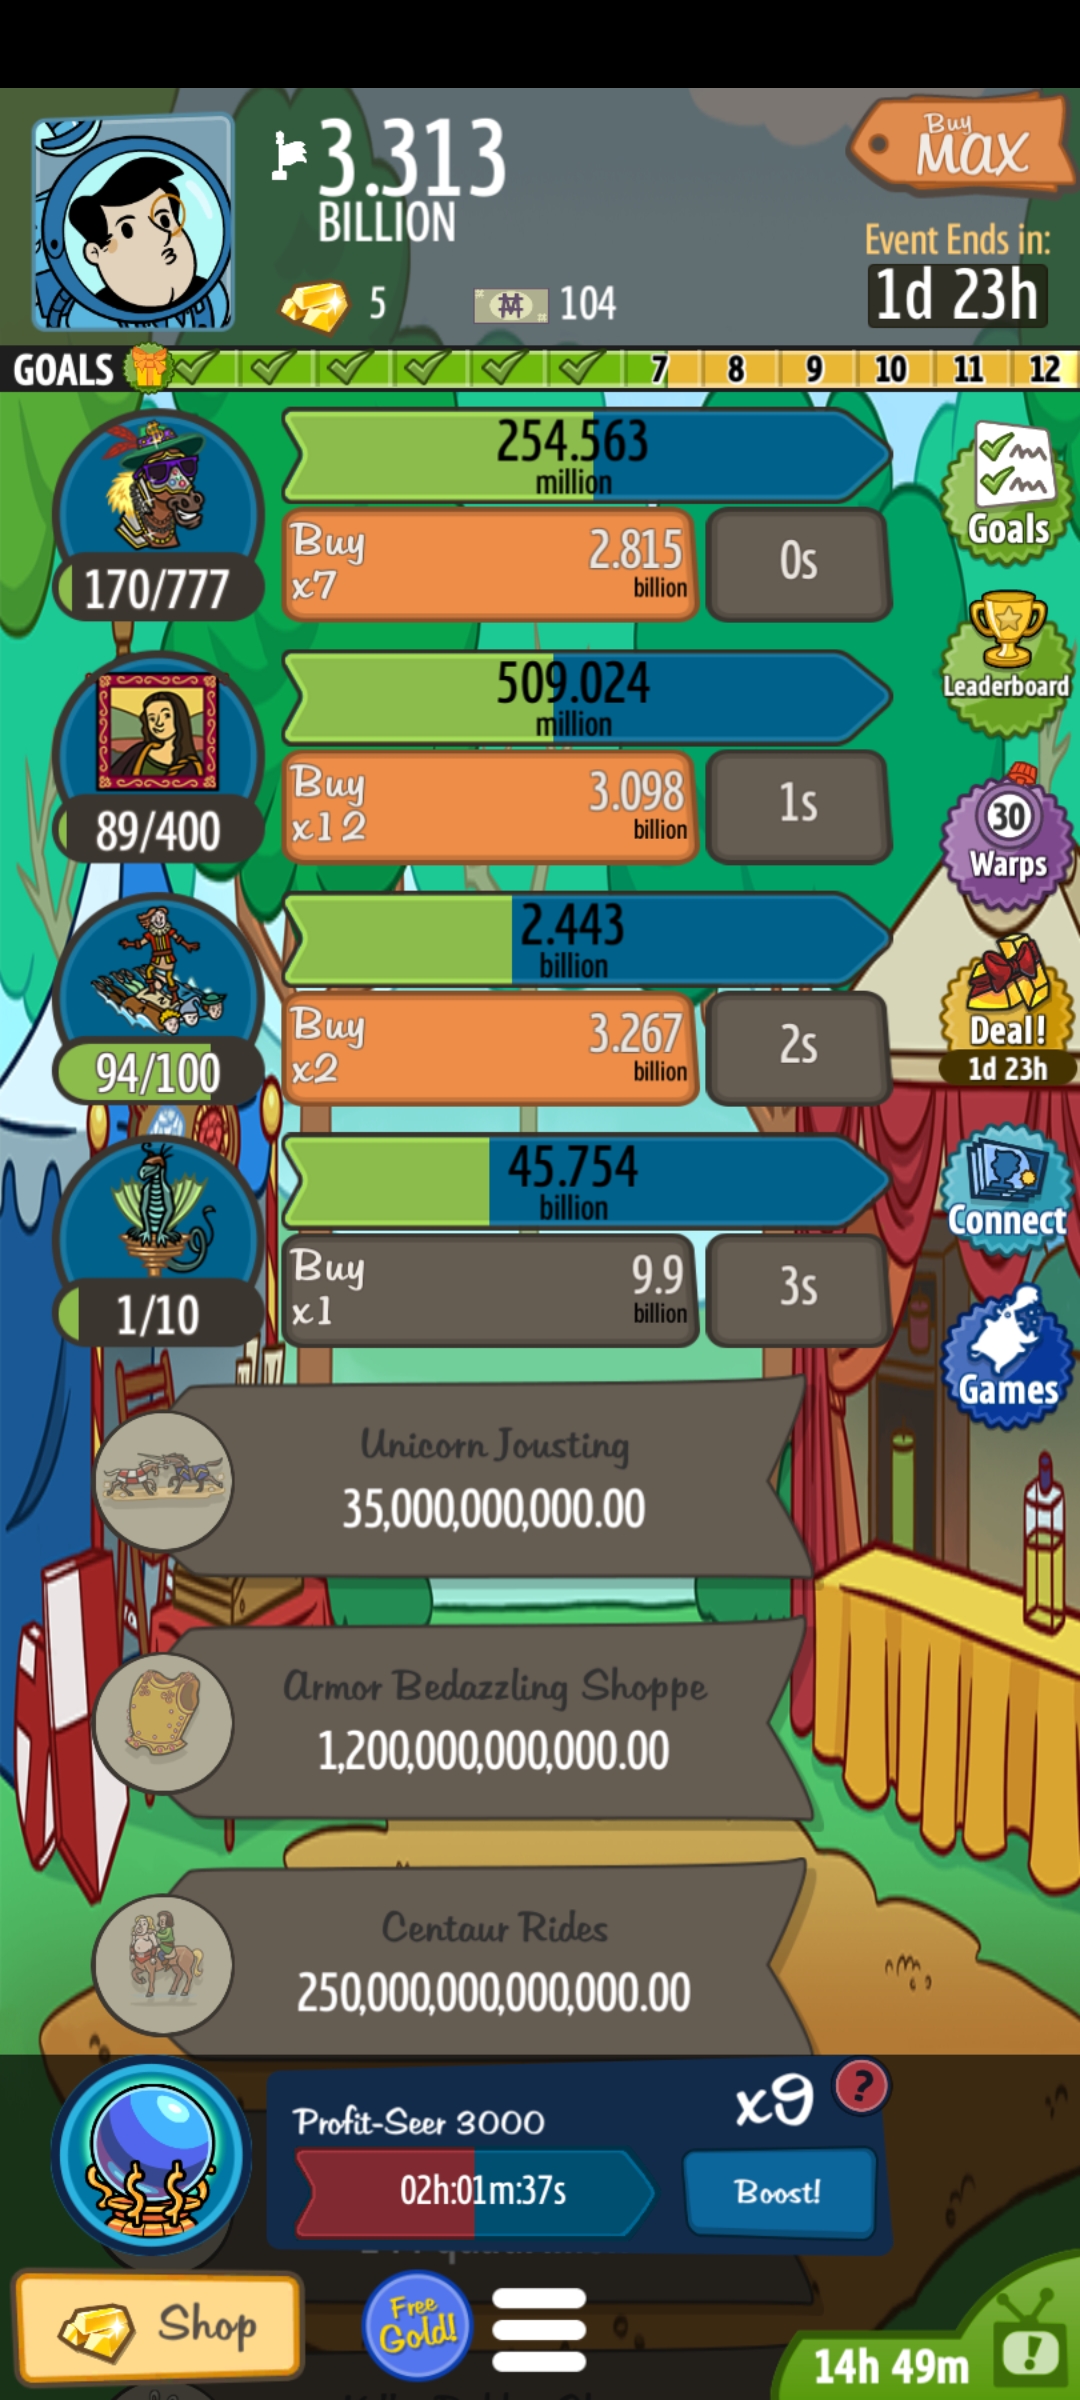 3.313
BILLION
Buy
MAX
5
104
Event Ends in:
1d 23h
GOALS
7 8 9 10 11 12
254.563
million
Buy
x7
2.815
billion
0s
170/777
Goals
509.024
million
Leaderboard
Buy
x12
3.098
billion
1s
89/400
30
Warps
2.443
billion
Buy
x2
3.267
billion
2s
94/100
Deal!
1d 23h
45.754
billion
Buy
x1
9.9
billion
3s
1/10
Connect
Games
Unicorn Jousting
35,000,000,000.00
Armor Bedazzling Shoppe
1,200,000,000,000.00
Centaur Rides
250,000,000,000,000.00
Profit-Seer 3000
x9
?
02h:01m:37s
Boost!
Shop
Free
Gold!
14h 49m
!